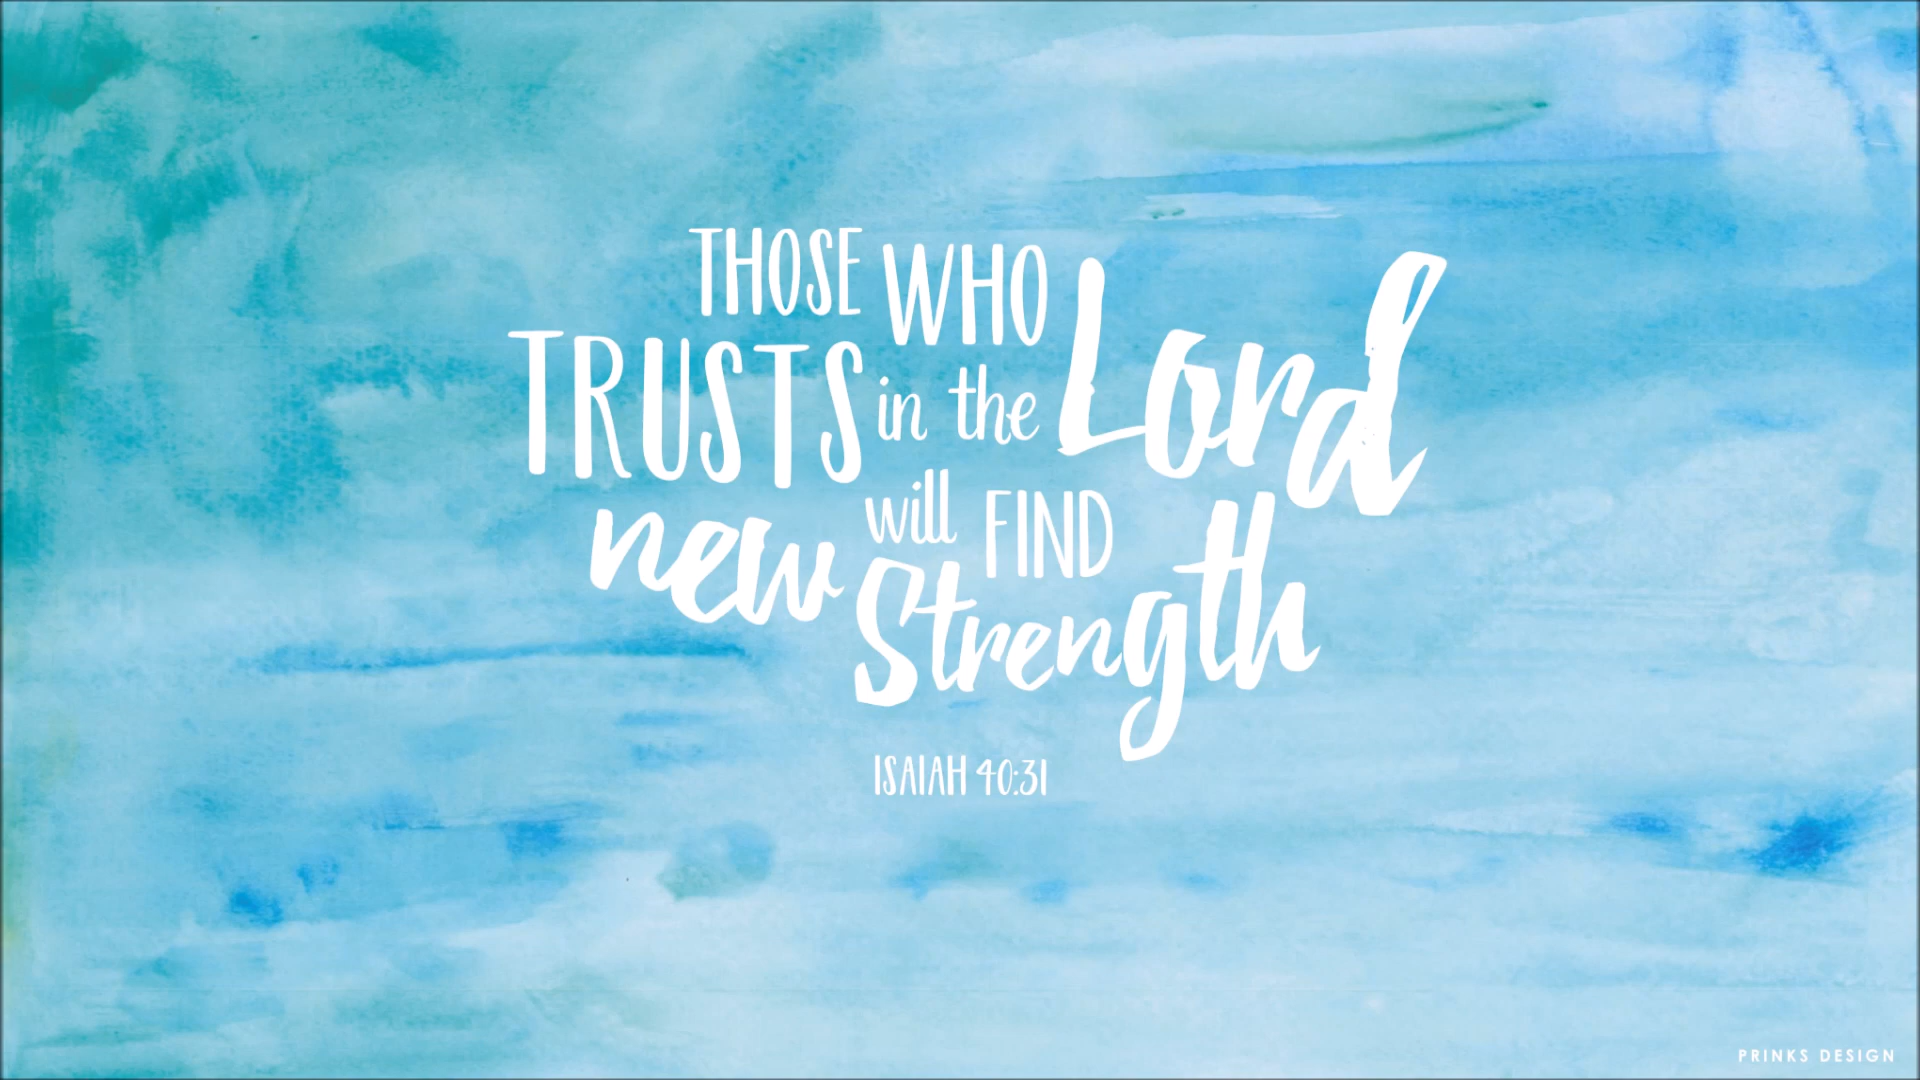 THOSE WHO
TRUSTS in the Lord
will FIND
new Strength
ISAIAH 40:31
PRINKS DESIGN